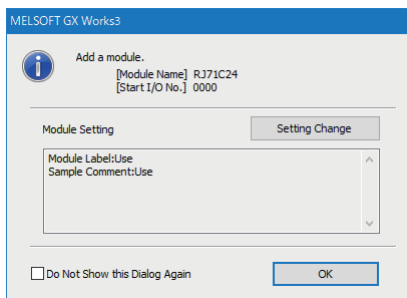 MELSOFT GX Works3
Add a module.
[Module Name] RJ71C24
[Start I/O No.] 0000
Module Setting
Setting Change
Module Label:Use
Sample Comment:Use
Do Not Show this Dialog Again
OK